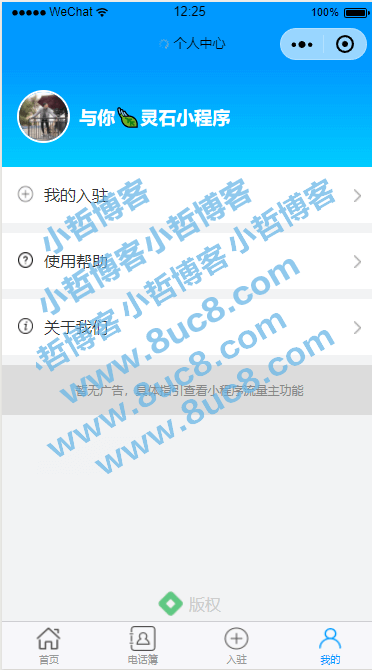 WeChat 12:25 100%
个人中心
与你🍃灵石小程序
我的入驻
使用帮助
关于我们
小哲博客小哲博客
小哲博客 小哲博客 小哲博客
哲博客 www.8uc8.com
www.8uc8.com
www.8uc8.com
暂无广告，具体指引查看小程序流量主功能
版权
首页 电话簿 入驻 我的